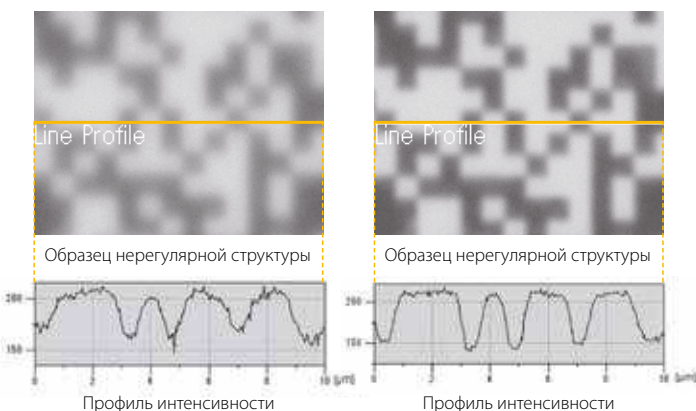 Line Profile
Line Profile
Образец нерегулярной структуры
Образец нерегулярной структуры
200
150
0 2 4 6 8 10 (μm)
200
150
0 2 4 6 8 10 (μm)
Профиль интенсивности
Профиль интенсивности